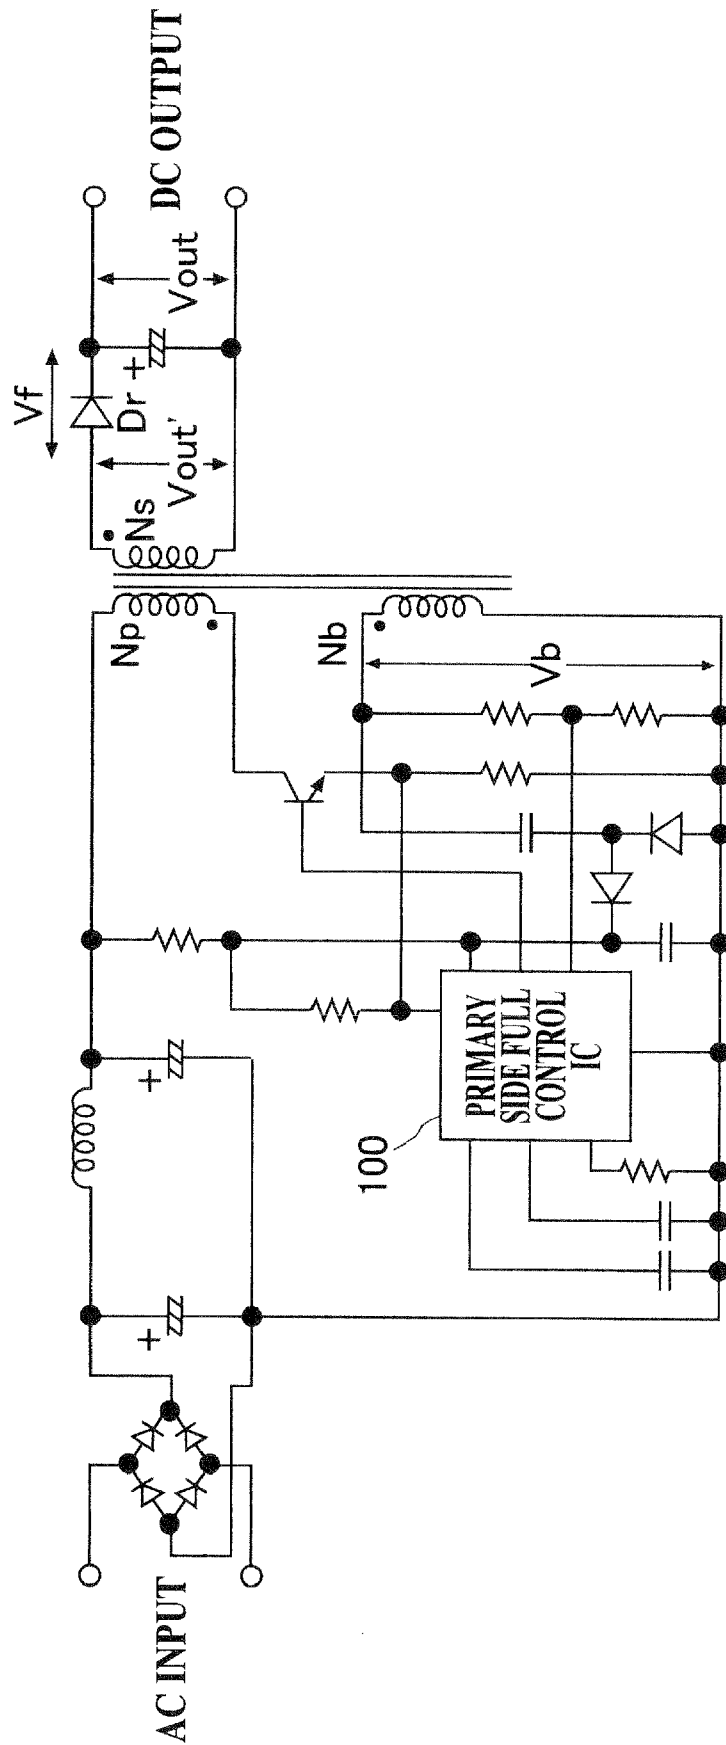 AC INPUT
100
PRIMARY
SIDE FULL
CONTROL
IC
Np
Nb
Vb
Ns
Vout'
Vf
Dr
+
+
+
Vout
DC OUTPUT